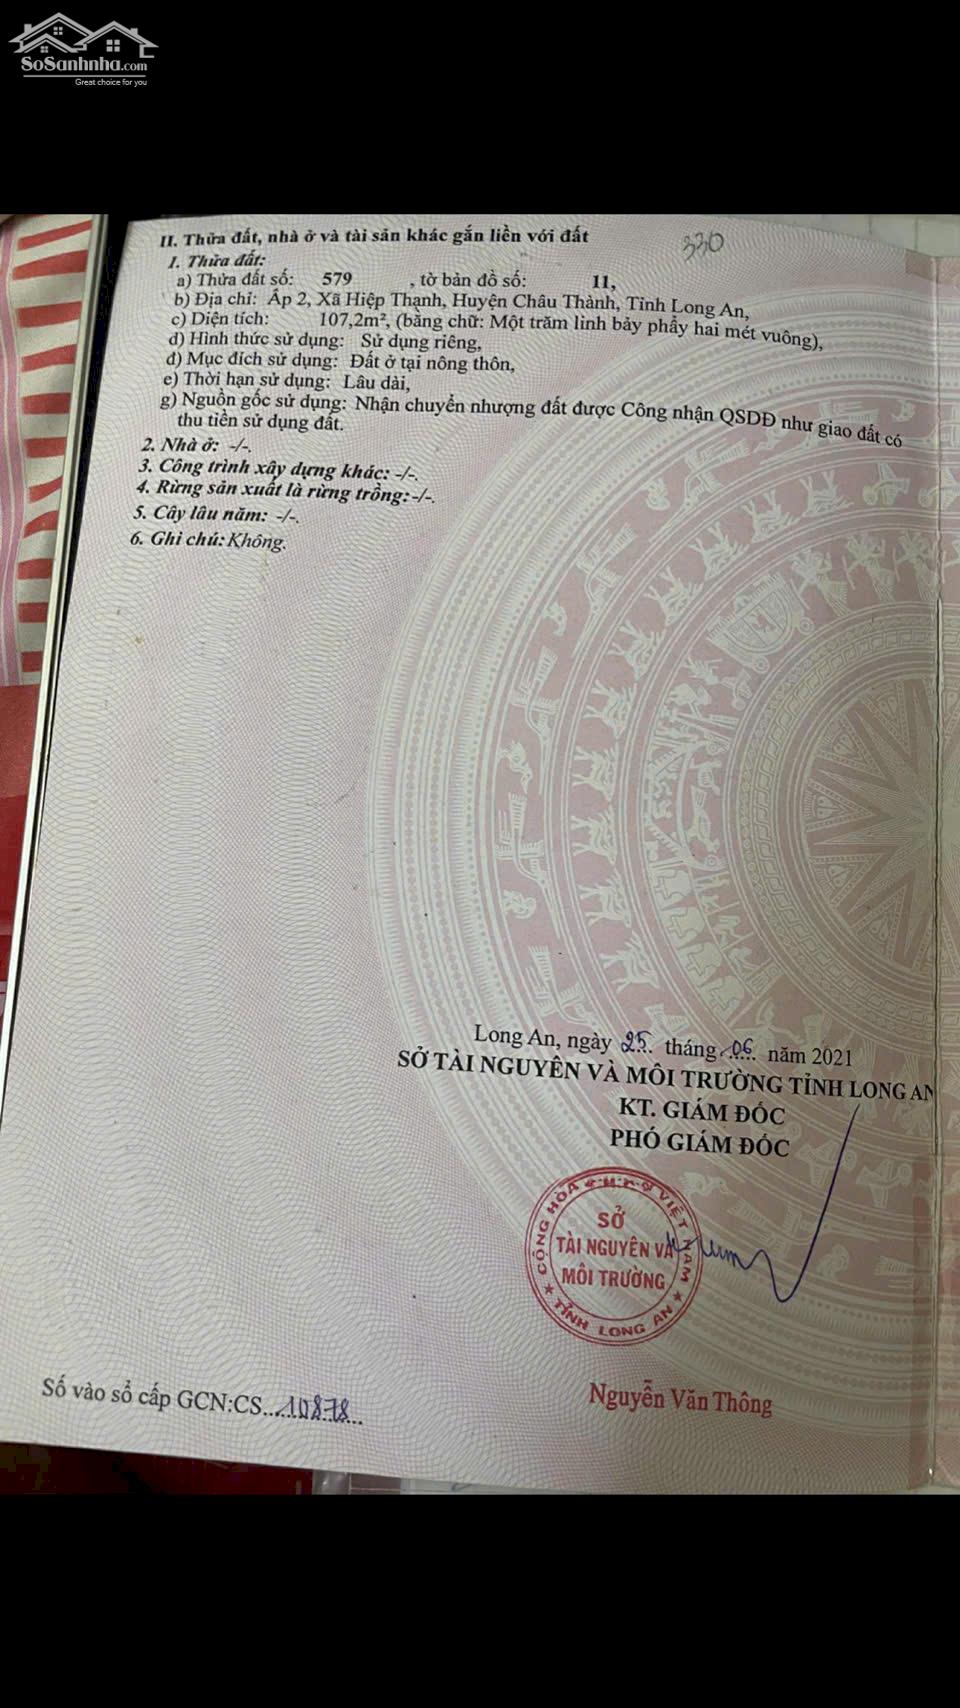 SoSanhnha.com
Great choice for you
II. Thửa đất, nhà ở và tài sản khác gắn liền với đất
330
1. Thửa đất:
a) Thửa đất số: 579 , tờ bản đồ số: 11,
b) Địa chỉ: Ấp 2, Xã Hiệp Thạnh, Huyện Châu Thành, Tỉnh Long An,
c) Diện tích: 107,2m², (bằng chữ: Một trăm linh bảy phẩy hai mét vuông),
d) Hình thức sử dụng: Sử dụng riêng,
đ) Mục đích sử dụng: Đất ở tại nông thôn,
e) Thời hạn sử dụng: Lâu dài,
g) Nguồn gốc sử dụng: Nhận chuyển nhượng đất được Công nhận QSDĐ như giao đất có
thu tiền sử dụng đất.
2. Nhà ở: -/-.
3. Công trình xây dựng khác: -/-.
4. Rừng sản xuất là rừng trồng: -/-.
5. Cây lâu năm: -/-.
6. Ghi chú: Không.
Long An, ngày 25 tháng 06 năm 2021
SỞ TÀI NGUYÊN VÀ MÔI TRƯỜNG TỈNH LONG AN
KT. GIÁM ĐỐC
PHÓ GIÁM ĐỐC
CỘNG HÒA X.H.C.N VIỆT NAM
SỞ
TÀI NGUYÊN VÀ
MÔI TRƯỜNG
★ TỈNH LONG AN ★
Nguyễn Văn Thông
Số vào sổ cấp GCN:CS...10878...